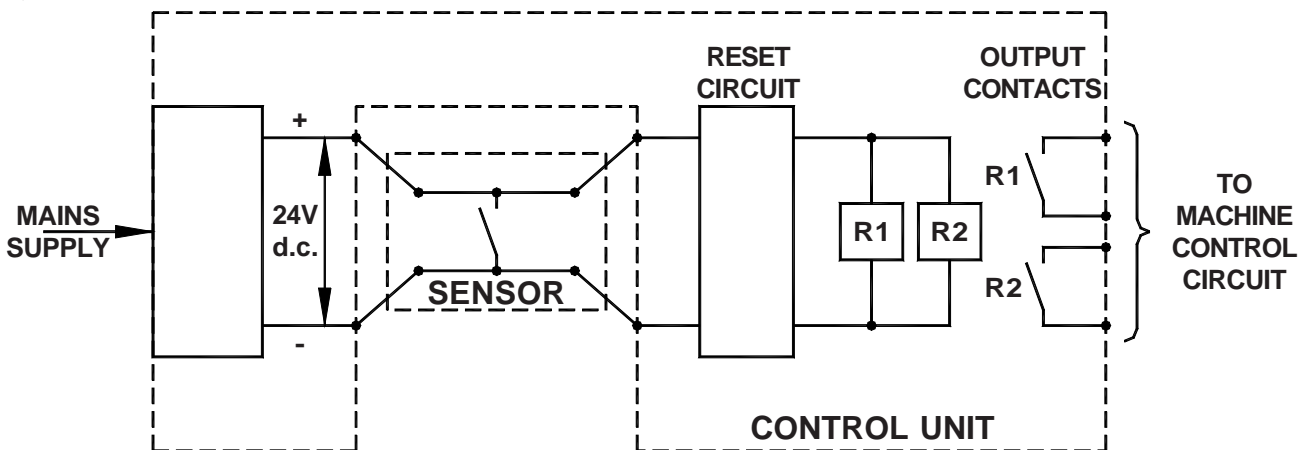 MAINS
SUPPLY
+
24V
d.c.
-
SENSOR
RESET
CIRCUIT
R1
R2
OUTPUT
CONTACTS
R1
R2
TO
MACHINE
CONTROL
CIRCUIT
CONTROL UNIT